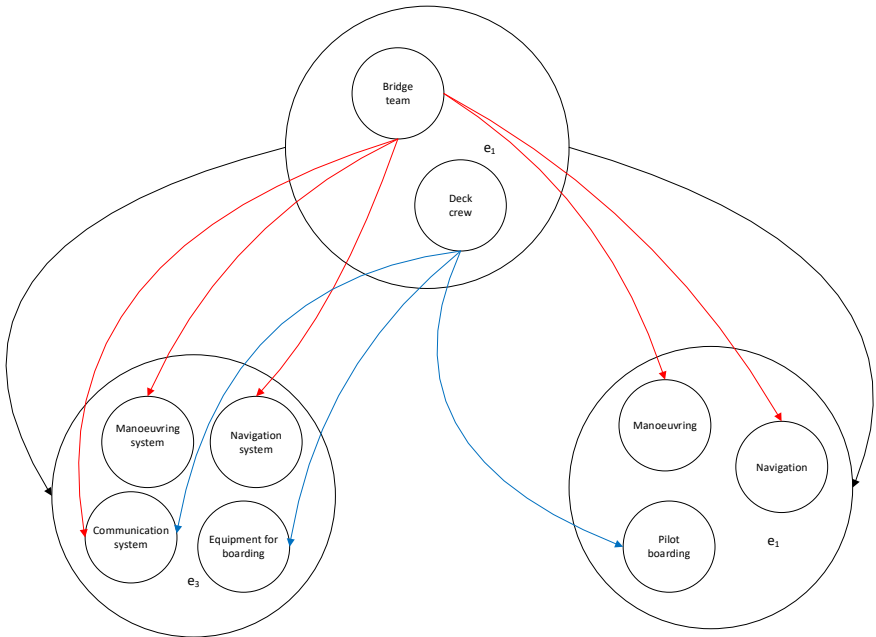 Bridge
team
e1
Deck
crew
Manoeuvring
system
Navigation
system
Communication
system
Equipment for
boarding
e3
Manoeuvring
Navigation
Pilot
boarding
e1